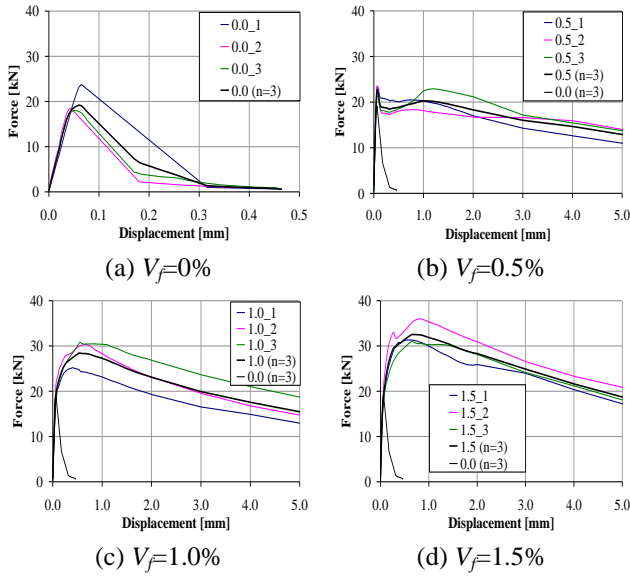 40
30
20
10
0
Force [kN]
0.0_1
0.0_2
0.0_3
0.0 (n=3)
0.0 0.1 0.2 0.3 0.4 0.5
Displacement [mm]
(a) V_f=0%
40
30
20
10
0
Force [kN]
0.5_1
0.5_2
0.5_3
0.5 (n=3)
0.0 (n=3)
0.0 1.0 2.0 3.0 4.0 5.0
Displacement [mm]
(b) V_f=0.5%
40
30
20
10
0
Force [kN]
1.0_1
1.0_2
1.0_3
1.0 (n=3)
0.0 (n=3)
0.0 1.0 2.0 3.0 4.0 5.0
Displacement [mm]
(c) V_f=1.0%
40
30
20
10
0
Force [kN]
1.5_1
1.5_2
1.5_3
1.5 (n=3)
0.0 (n=3)
0.0 1.0 2.0 3.0 4.0 5.0
Displacement [mm]
(d) V_f=1.5%